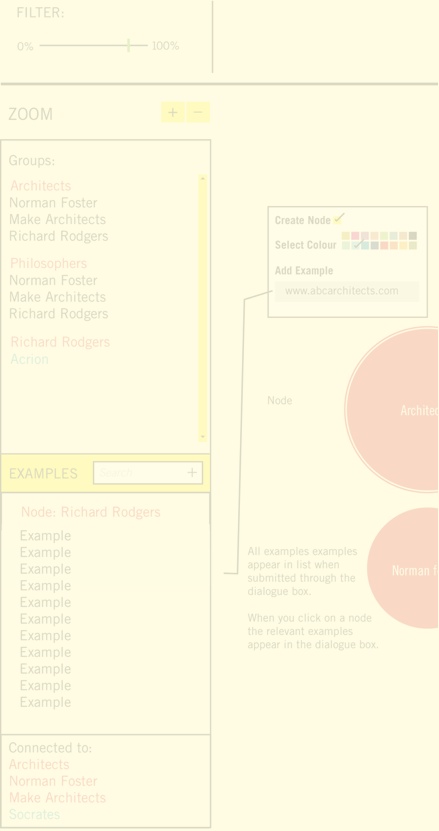 FILTER:
0% 100%
ZOOM + −
Groups:
Architects
Norman Foster
Make Architects
Richard Rodgers
Philosophers
Norman Foster
Make Architects
Richard Rodgers
Richard Rodgers
Acrion
EXAMPLES Search +
Node: Richard Rodgers
Example
Example
Example
Example
Example
Example
Example
Example
Example
Example
Example
Connected to:
Architects
Norman Foster
Make Architects
Socrates
Create Node
Select Colour
Add Example
www.abcarchitects.com
Node
Architec
Norman f
All examples examples
appear in list when
submitted through the
dialogue box.
When you click on a node
the relevant examples
appear in the dialogue box.